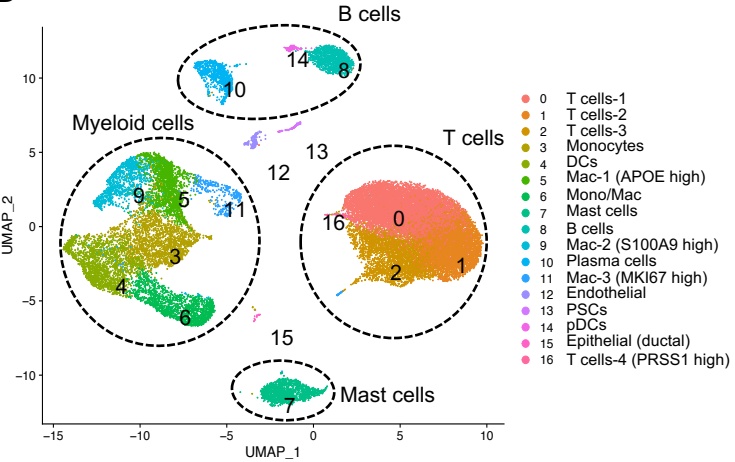 B cells
14
8
10
10
Myeloid cells
T cells
5
13
12
9
5
11
16
0
0
3
2
1
4
−5
6
15
−10
7
Mast cells
−15
−10
−5
0
5
10
UMAP_1
UMAP_2
0 T cells-1
1 T cells-2
2 T cells-3
3 Monocytes
4 DCs
5 Mac-1 (APOE high)
6 Mono/Mac
7 Mast cells
8 B cells
9 Mac-2 (S100A9 high)
10 Plasma cells
11 Mac-3 (MKI67 high)
12 Endothelial
13 PSCs
14 pDCs
15 Epithelial (ductal)
16 T cells-4 (PRSS1 high)